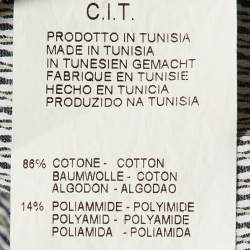 C.I.T.
PRODOTTO IN TUNISIA
MADE IN TUNISIA
IN TUNESIEN GEMACHT
FABRIQUE EN TUNISIE
HECHO EN TUNICIA
PRODUZIDO NA TUNISIA
86% COTONE - COTTON
BAUMWOLLE - COTON
ALGODON - ALGODAO
14% POLIAMMIDE - POLYIMIDE
POLYAMID - POLYAMIDE
POLIAMIDA - POLIAMIDA